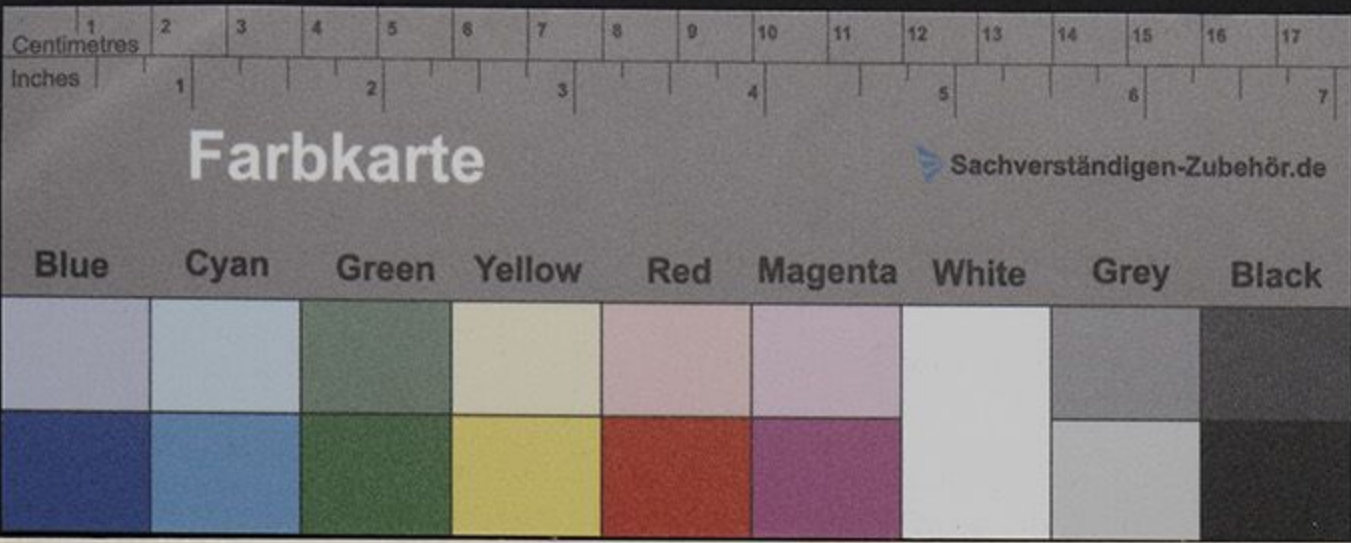 1 2 3 4 5 6 7 8 9 10 11 12 13 14 15 16 17
Centimetres
Inches 1 2 3 4 5 6 7
Farbkarte
Sachverständigen-Zubehör.de
Blue Cyan Green Yellow Red Magenta White Grey Black